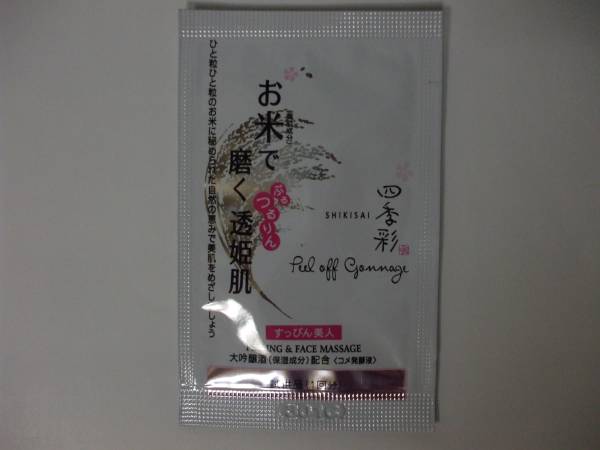 ひと粒ひと粒のお米に秘められた自然の恵みで美肌をめざしましょう
お米で
磨く透姫肌
ぷる
つるりん
四季彩
SHIKISAI
Peel off Gommage
すっぴん美人
& FACE MASSAGE
大吟醸酒(保湿成分)配合〈コメ発酵液〉